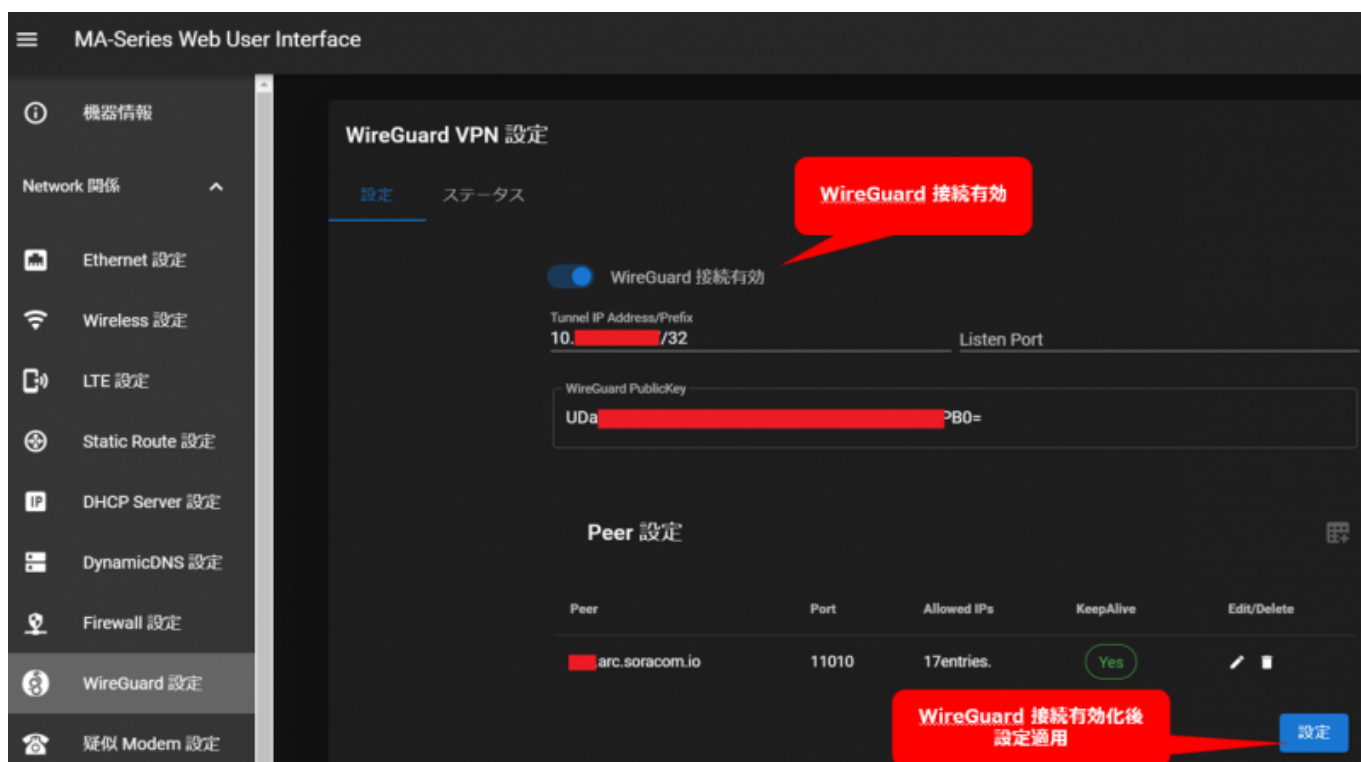 MA-Series Web User Interface
機器情報
Network 関係
Ethernet 設定
Wireless 設定
LTE 設定
Static Route 設定
IP
DHCP Server 設定
DynamicDNS 設定
Firewall 設定
WireGuard 設定
疑似 Modem 設定
WireGuard VPN 設定
設定 ステータス
WireGuard 接続有効
WireGuard 接続有効
Tunnel IP Address/Prefix
10. /32
Listen Port
WireGuard PublicKey
UDa PB0=
Peer 設定
Peer Port Allowed IPs KeepAlive Edit/Delete
.arc.soracom.io 11010 17entries. Yes
WireGuard 接続有効化後
設定適用
設定